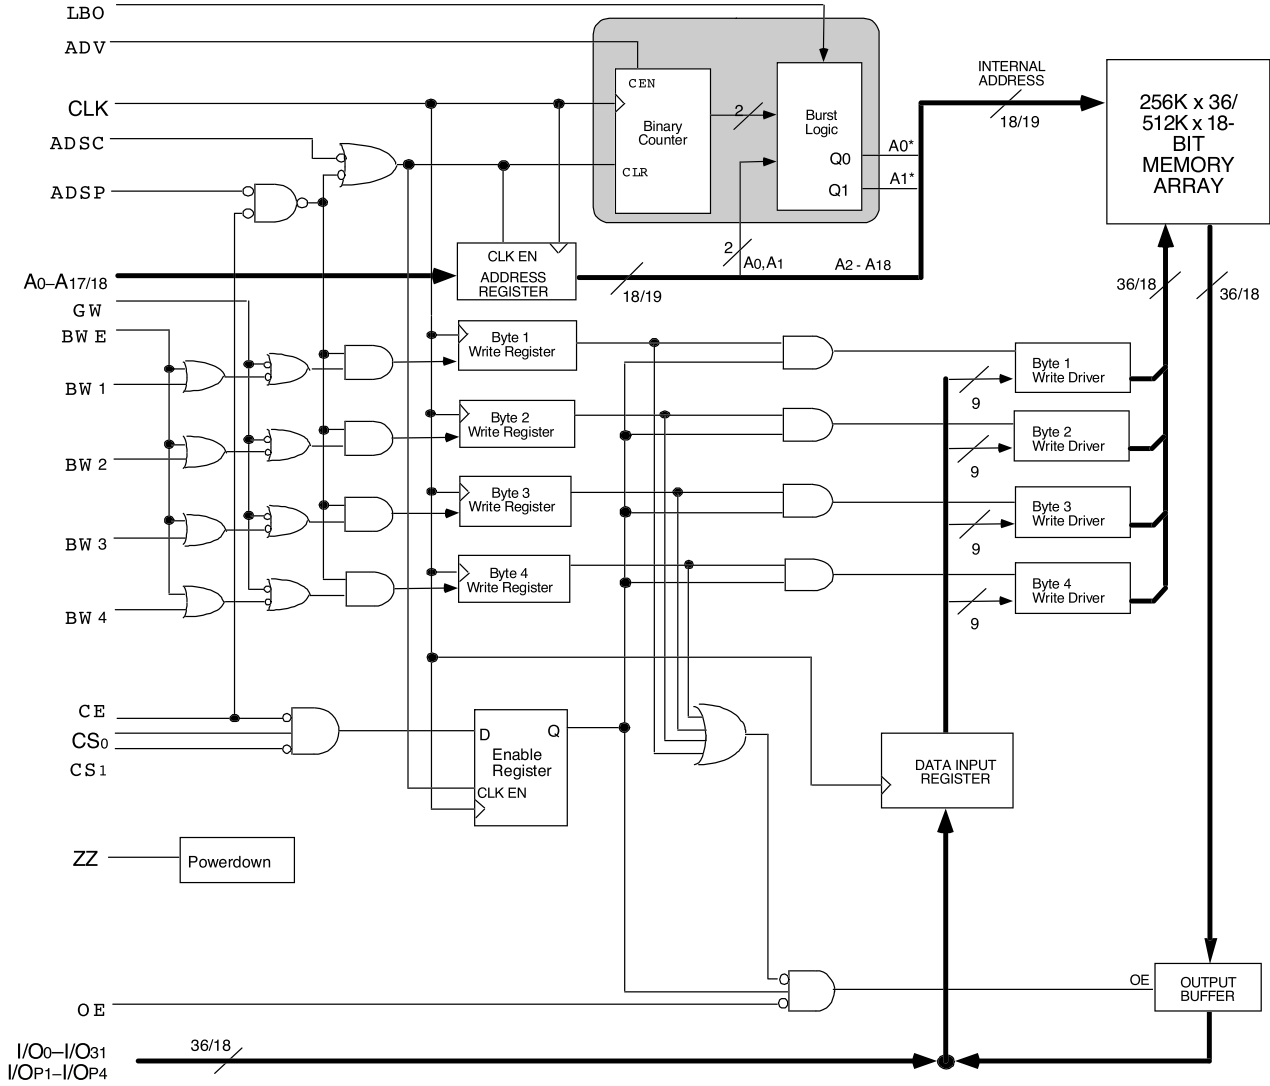 LBO
ADV
CLK
ADSC
ADSP
A0–A17/18
GW
BWE
BW1
BW2
BW3
BW4
CE
CS0
CS1
ZZ
Powerdown
OE
I/O0–I/O31
I/OP1–I/OP4
36/18
CEN
Binary
Counter
CLR
2
Burst
Logic
Q0
Q1
A0*
A1*
INTERNAL
ADDRESS
18/19
256K x 36/
512K x 18-
BIT
MEMORY
ARRAY
CLK EN
ADDRESS
REGISTER
18/19
2
A0,A1
A2 - A18
36/18
36/18
Byte 1
Write Register
Byte 2
Write Register
Byte 3
Write Register
Byte 4
Write Register
Byte 1
Write Driver
9
Byte 2
Write Driver
9
Byte 3
Write Driver
9
Byte 4
Write Driver
9
D
Q
Enable
Register
CLK EN
DATA INPUT
REGISTER
OE
OUTPUT
BUFFER